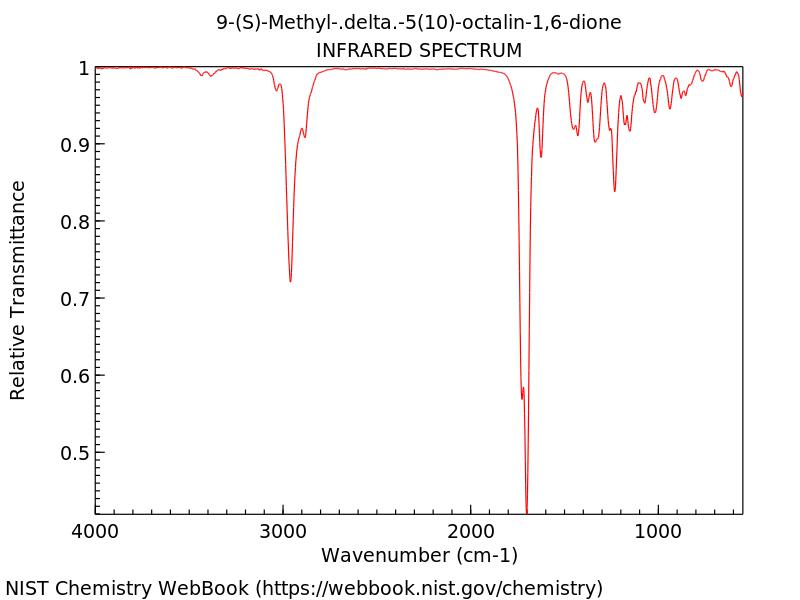 9-(S)-Methyl-.delta.-5(10)-octalin-1,6-dione
INFRARED SPECTRUM
1
0.9
0.8
0.7
0.6
0.5
Relative Transmittance
4000 3000 2000 1000
Wavenumber (cm-1)
NIST Chemistry WebBook (https://webbook.nist.gov/chemistry)